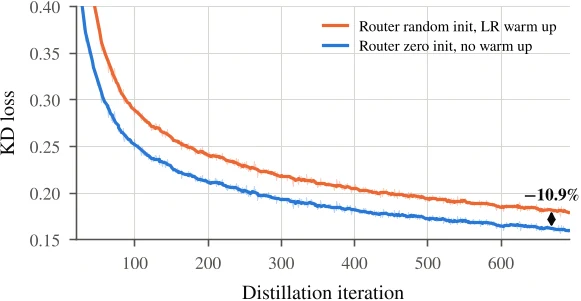 0.40
0.35
0.30
0.25
0.20
0.15
KD loss
Router random init, LR warm up
Router zero init, no warm up
−10.9%
100 200 300 400 500 600
Distillation iteration